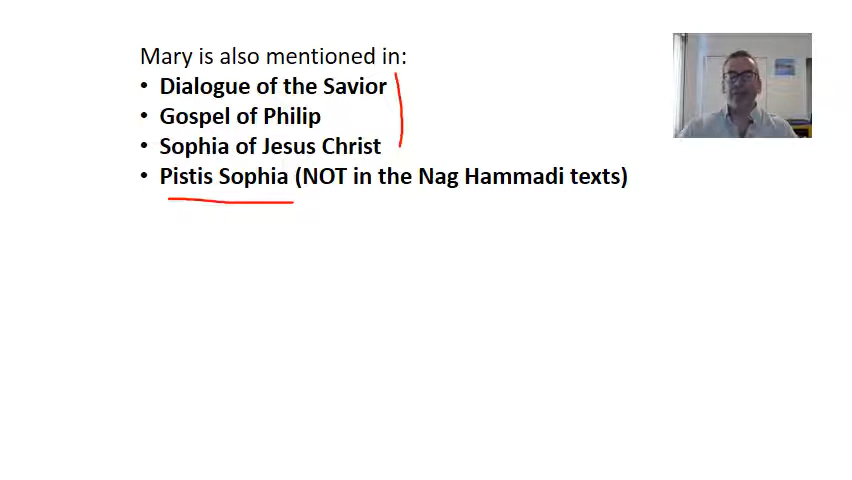 Mary is also mentioned in:
• Dialogue of the Savior
• Gospel of Philip
• Sophia of Jesus Christ
• Pistis Sophia (NOT in the Nag Hammadi texts)